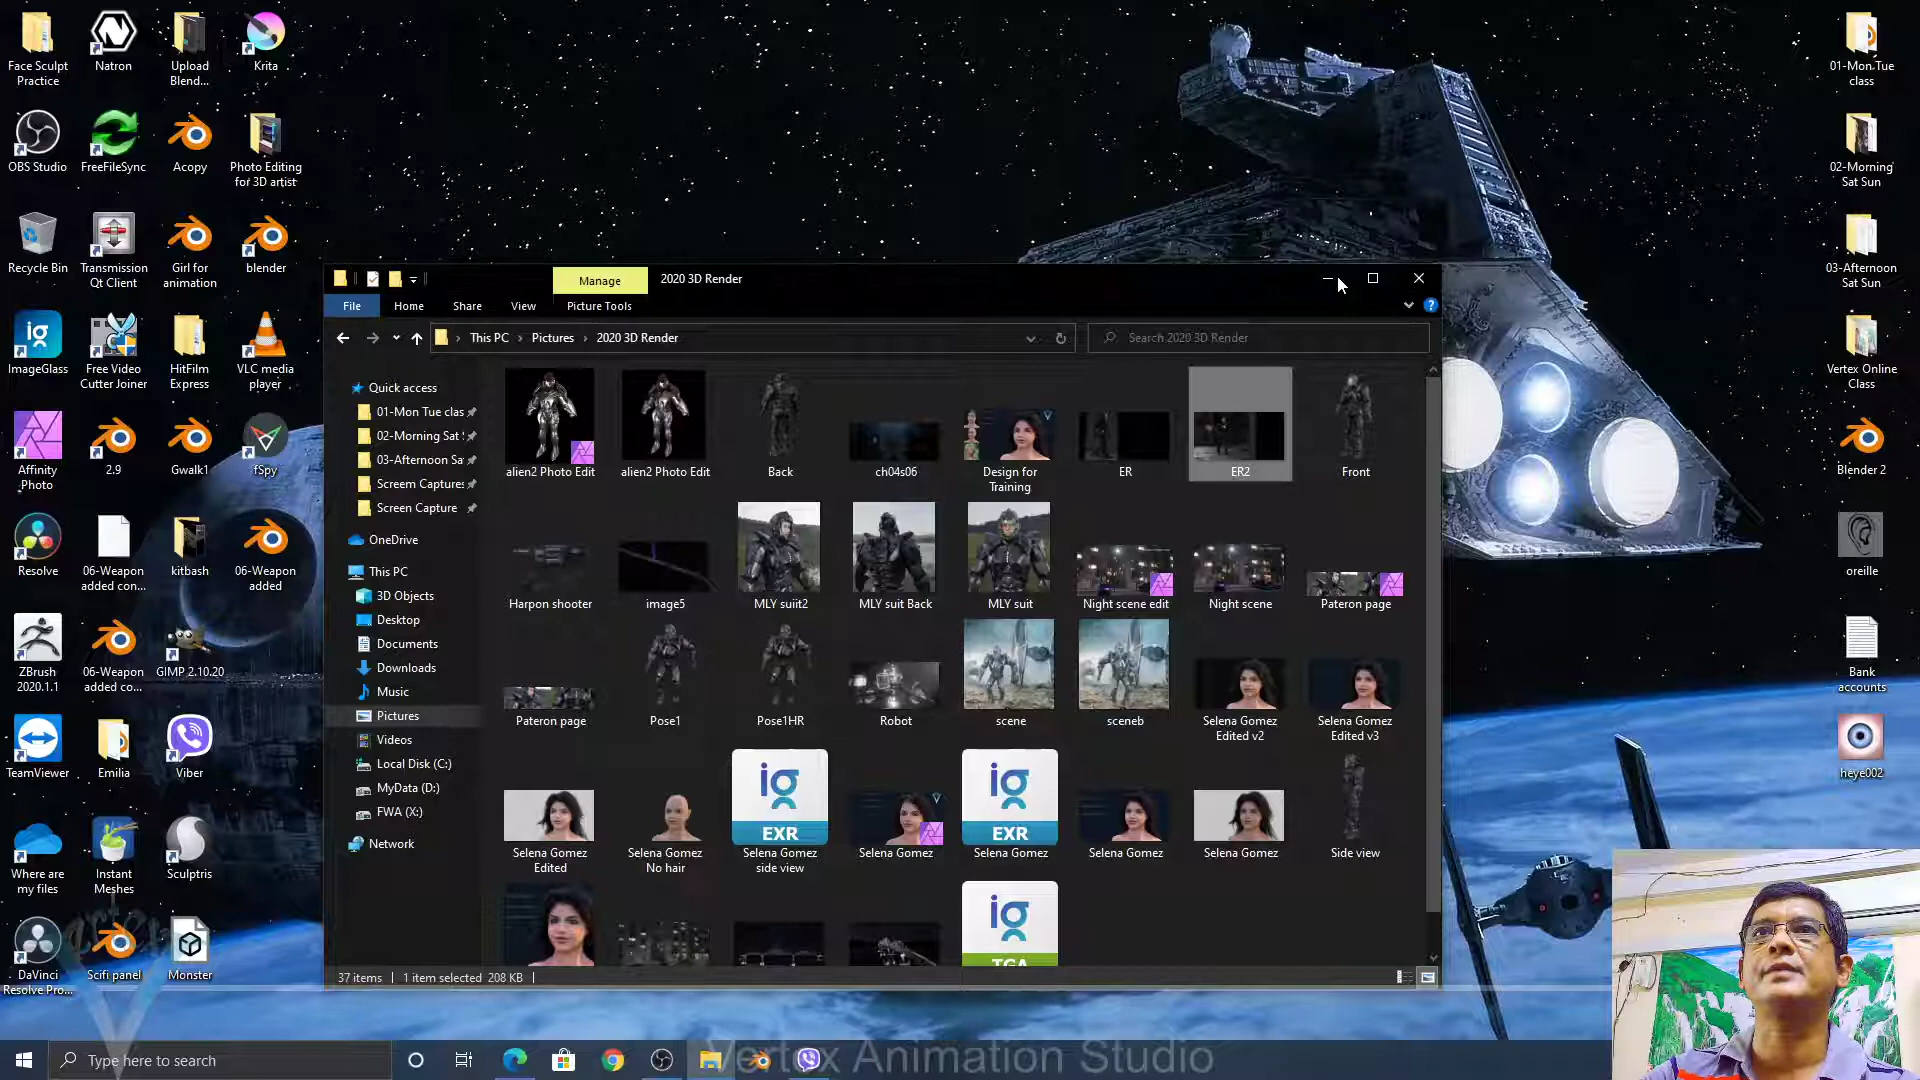 Face Sculpt
Practice
Natron
Upload
Blend...
Krita
OBS Studio
FreeFileSync
Acopy
Photo Editing
for 3D artist
Recycle Bin
Transmission
Qt Client
Girl for
animation
blender
ImageGlass
Free Video
Cutter Joiner
HitFilm
Express
VLC media
player
Affinity
Photo
2.9
Gwalk1
fSpy
Resolve
06-Weapon
added con...
kitbash
06-Weapon
added
ZBrush
2020.1.1
06-Weapon
added co...
GIMP 2.10.20
TeamViewer
Emilia
Viber
Where are
my files
Instant
Meshes
Sculptris
DaVinci
Resolve Pro...
Scifi panel
Monster
Manage
2020 3D Render
File
Home
Share
View
Picture Tools
This PC
Pictures
2020 3D Render
Search 2020 3D Render
Quick access
01-Mon Tue clas
02-Morning Sat
03-Afternoon Sa
Screem Captures
Screen Capture
OneDrive
This PC
3D Objects
Desktop
Documents
Downloads
Music
Pictures
Videos
Local Disk (C:)
MyData (D:)
FWA (X:)
Network
alien2 Photo Edit
alien2 Photo Edit
Back
ch04s06
Design for
Training
ER
ER2
Front
Harpon shooter
image5
MLY suiit2
MLY suit Back
MLY suit
Night scene edit
Night scene
Pateron page
Pateron page
Pose1
Pose1HR
Robot
scene
sceneb
Selena Gomez
Edited v2
Selena Gomez
Edited v3
ig
EXR
ig
EXR
Selena Gomez
Edited
Selena Gomez
No hair
Selena Gomez
side view
Selena Gomez
Selena Gomez
Selena Gomez
Selena Gomez
Side view
ig
TGA
37 items
1 item selected 208 KB
01-Mon Tue
class
02-Morning
Sat Sun
03-Afternoon
Sat Sun
Vertex Online
Class
Blender 2
oreille
Bank
accounts
heye002
Type here to search
Vertex Animation Studio